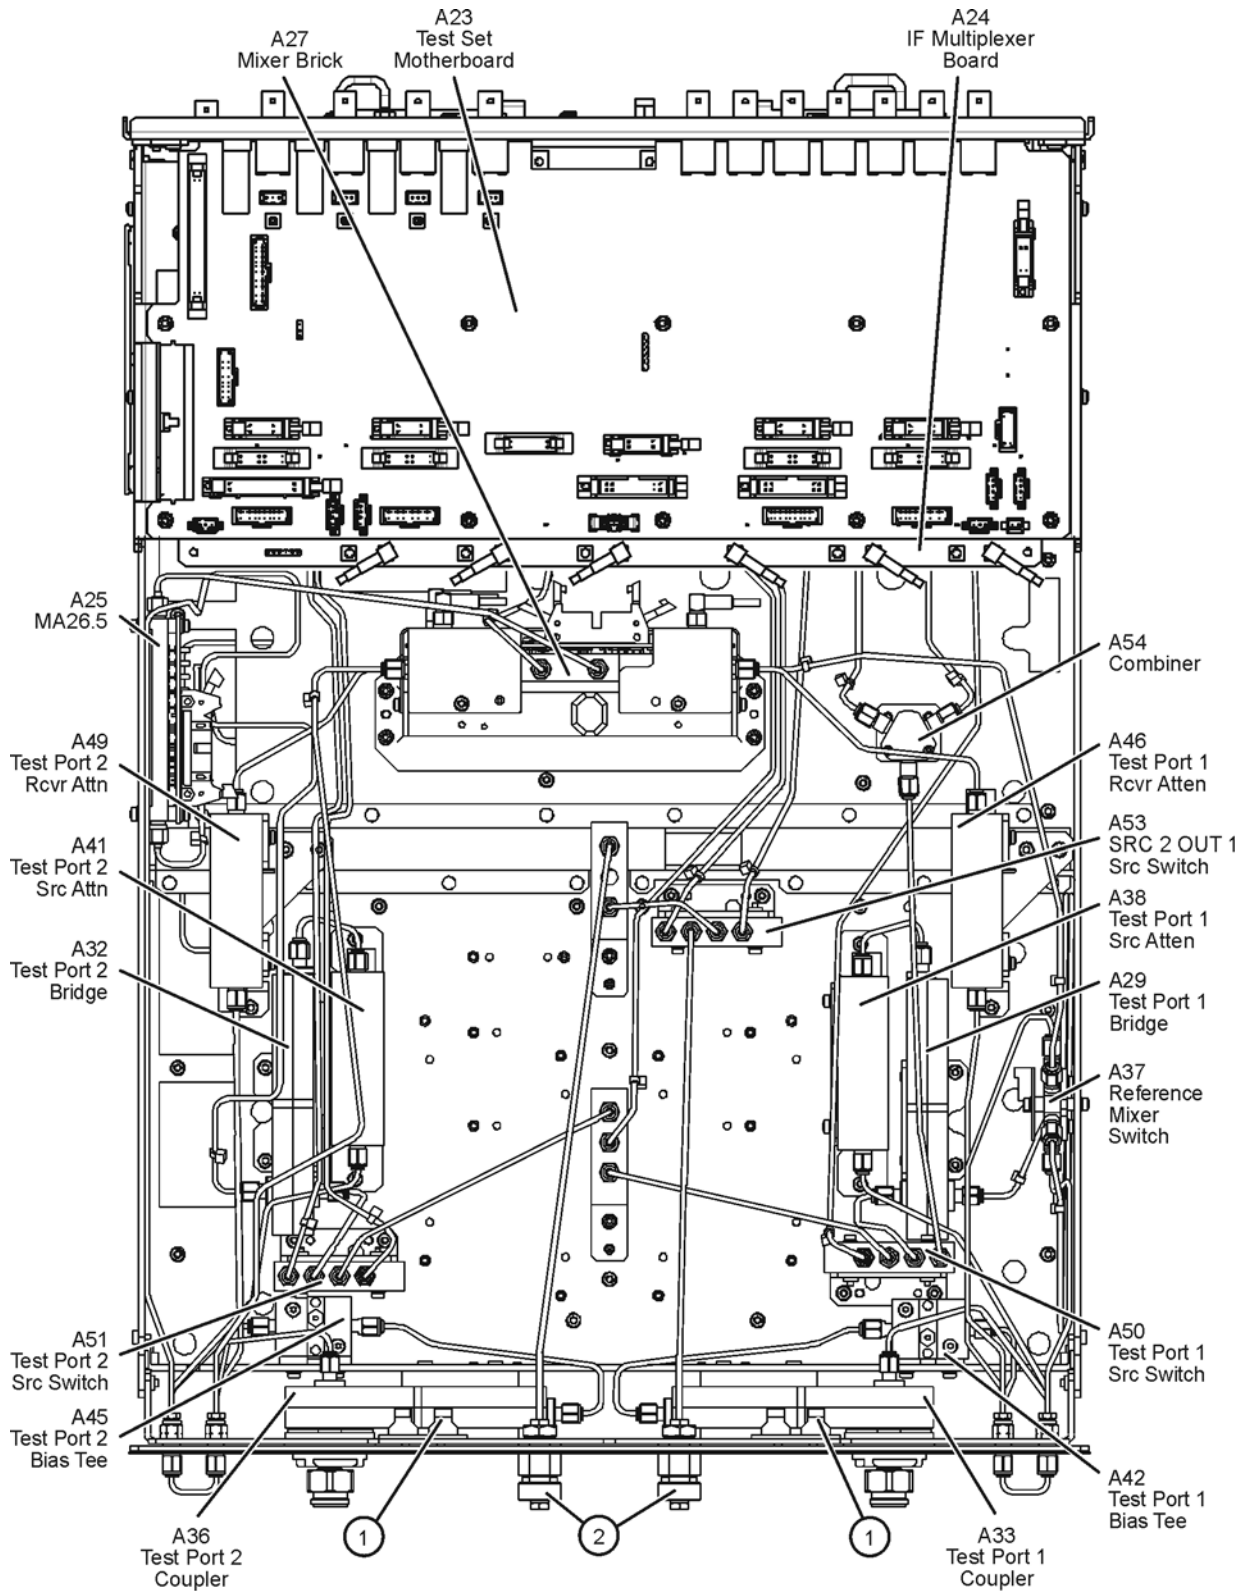 A23
Test Set
Motherboard
A24
IF Multiplexer
Board
A27
Mixer Brick
A25
MA26.5
A49
Test Port 2
Rcvr Attn
A41
Test Port 2
Src Attn
A32
Test Port 2
Bridge
A54
Combiner
A46
Test Port 1
Rcvr Atten
A53
SRC 2 OUT 1
Src Switch
A38
Test Port 1
Src Atten
A29
Test Port 1
Bridge
A37
Reference
Mixer
Switch
A51
Test Port 2
Src Switch
A45
Test Port 2
Bias Tee
A50
Test Port 1
Src Switch
A42
Test Port 1
Bias Tee
A36
Test Port 2
Coupler
1
2
1
A33
Test Port 1
Coupler